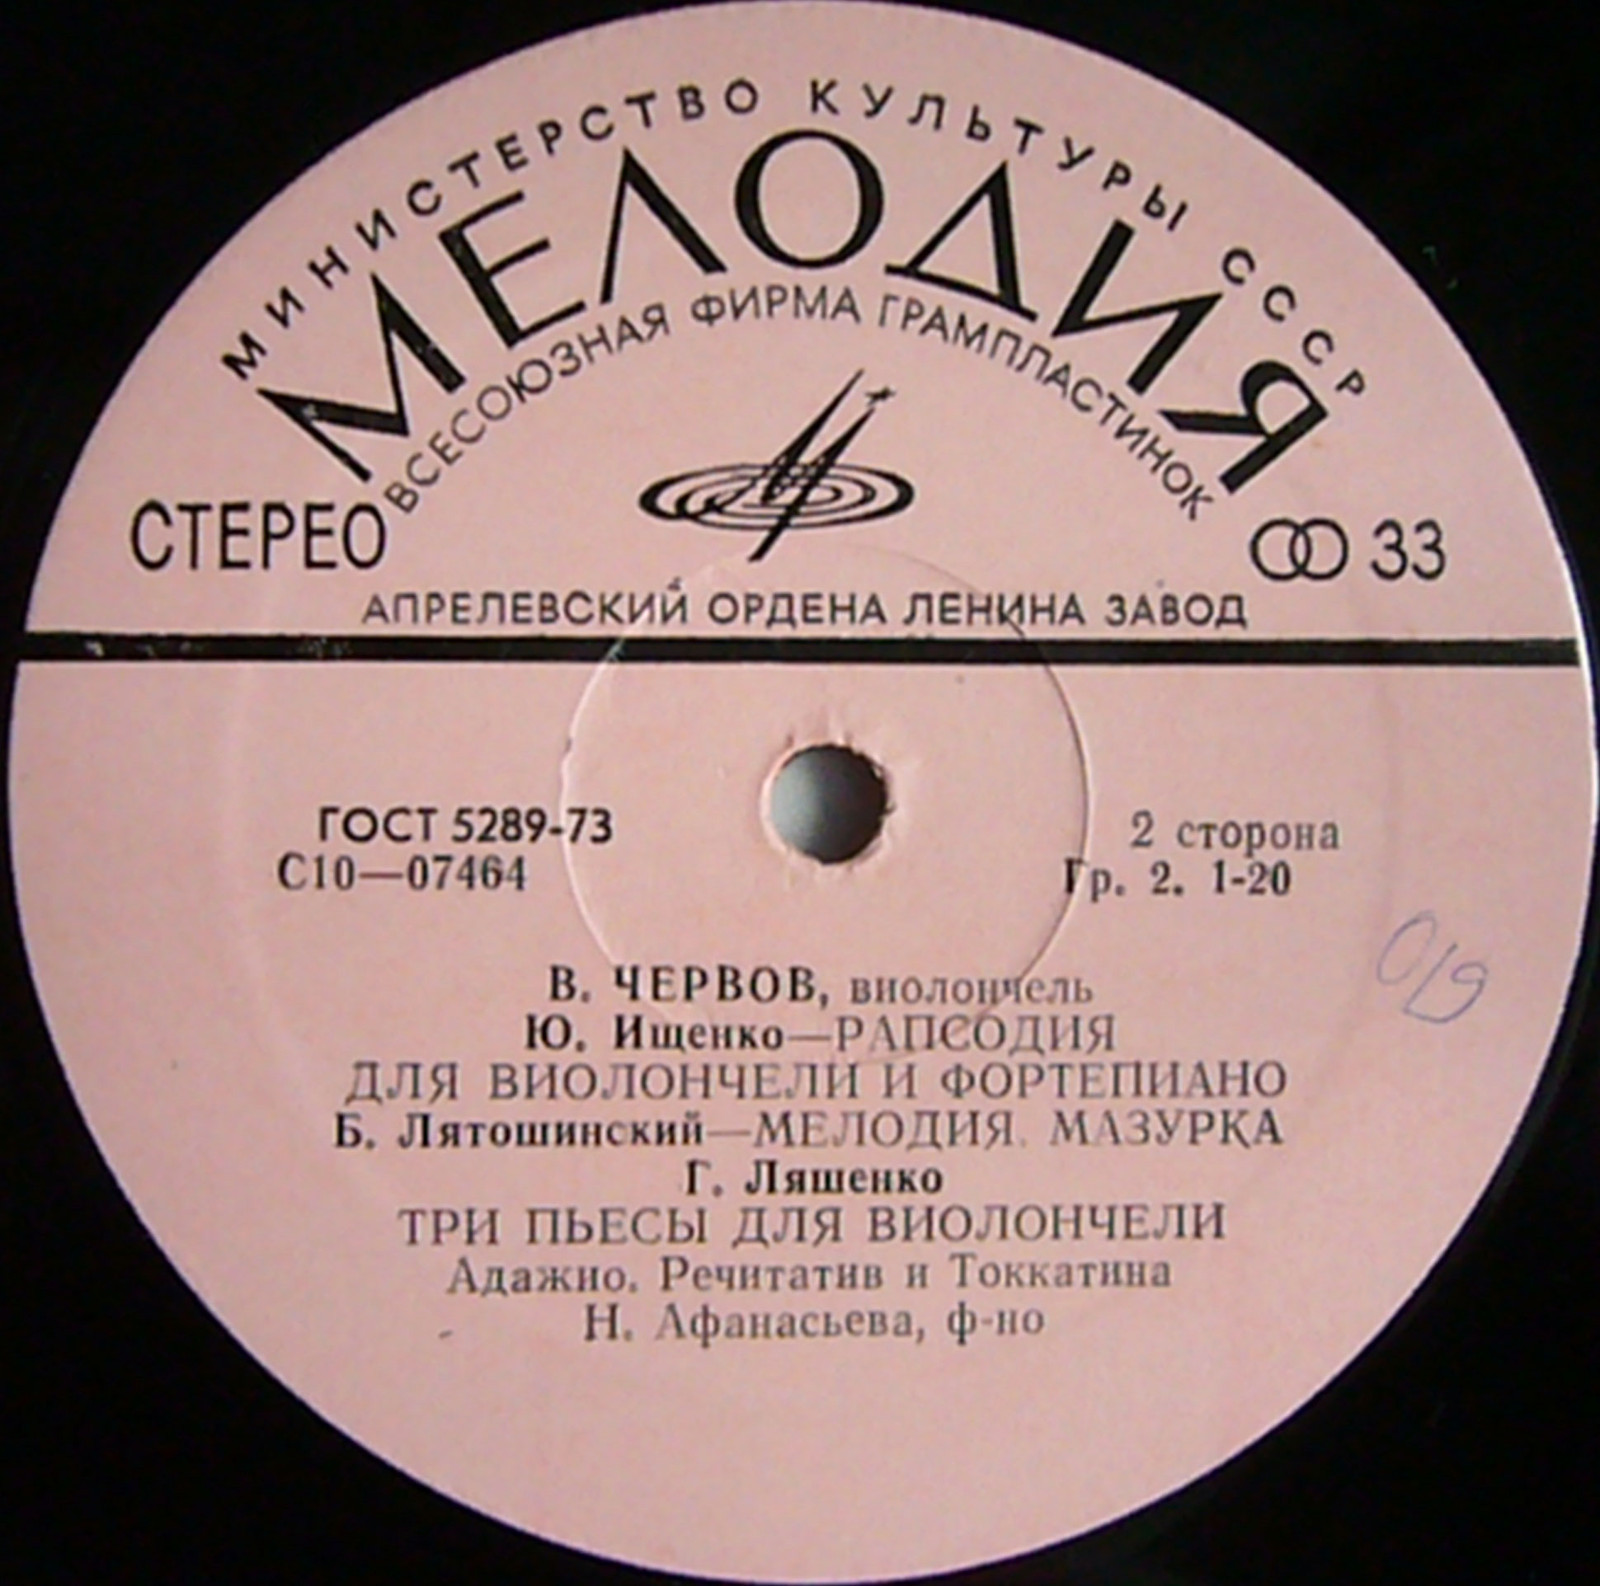 МИНИСТЕРСТВО КУЛЬТУРЫ СССР
МЕЛОДИЯ
ВСЕСОЮЗНАЯ ФИРМА ГРАМПЛАСТИНОК
СТЕРЕО
33
АПРЕЛЕВСКИЙ ОРДЕНА ЛЕНИНА ЗАВОД
ГОСТ 5289-73
С10—07464
2 сторона
Гр. 2. 1-20
В. ЧЕРВОВ, виолончель
Ю. Ищенко—РАПСОДИЯ
ДЛЯ ВИОЛОНЧЕЛИ И ФОРТЕПИАНО
Б. Лятошинский—МЕЛОДИЯ. МАЗУРКА
Г. Ляшенко
ТРИ ПЬЕСЫ ДЛЯ ВИОЛОНЧЕЛИ
Адажио. Речитатив и Токкатина
Н. Афанасьева, ф-но